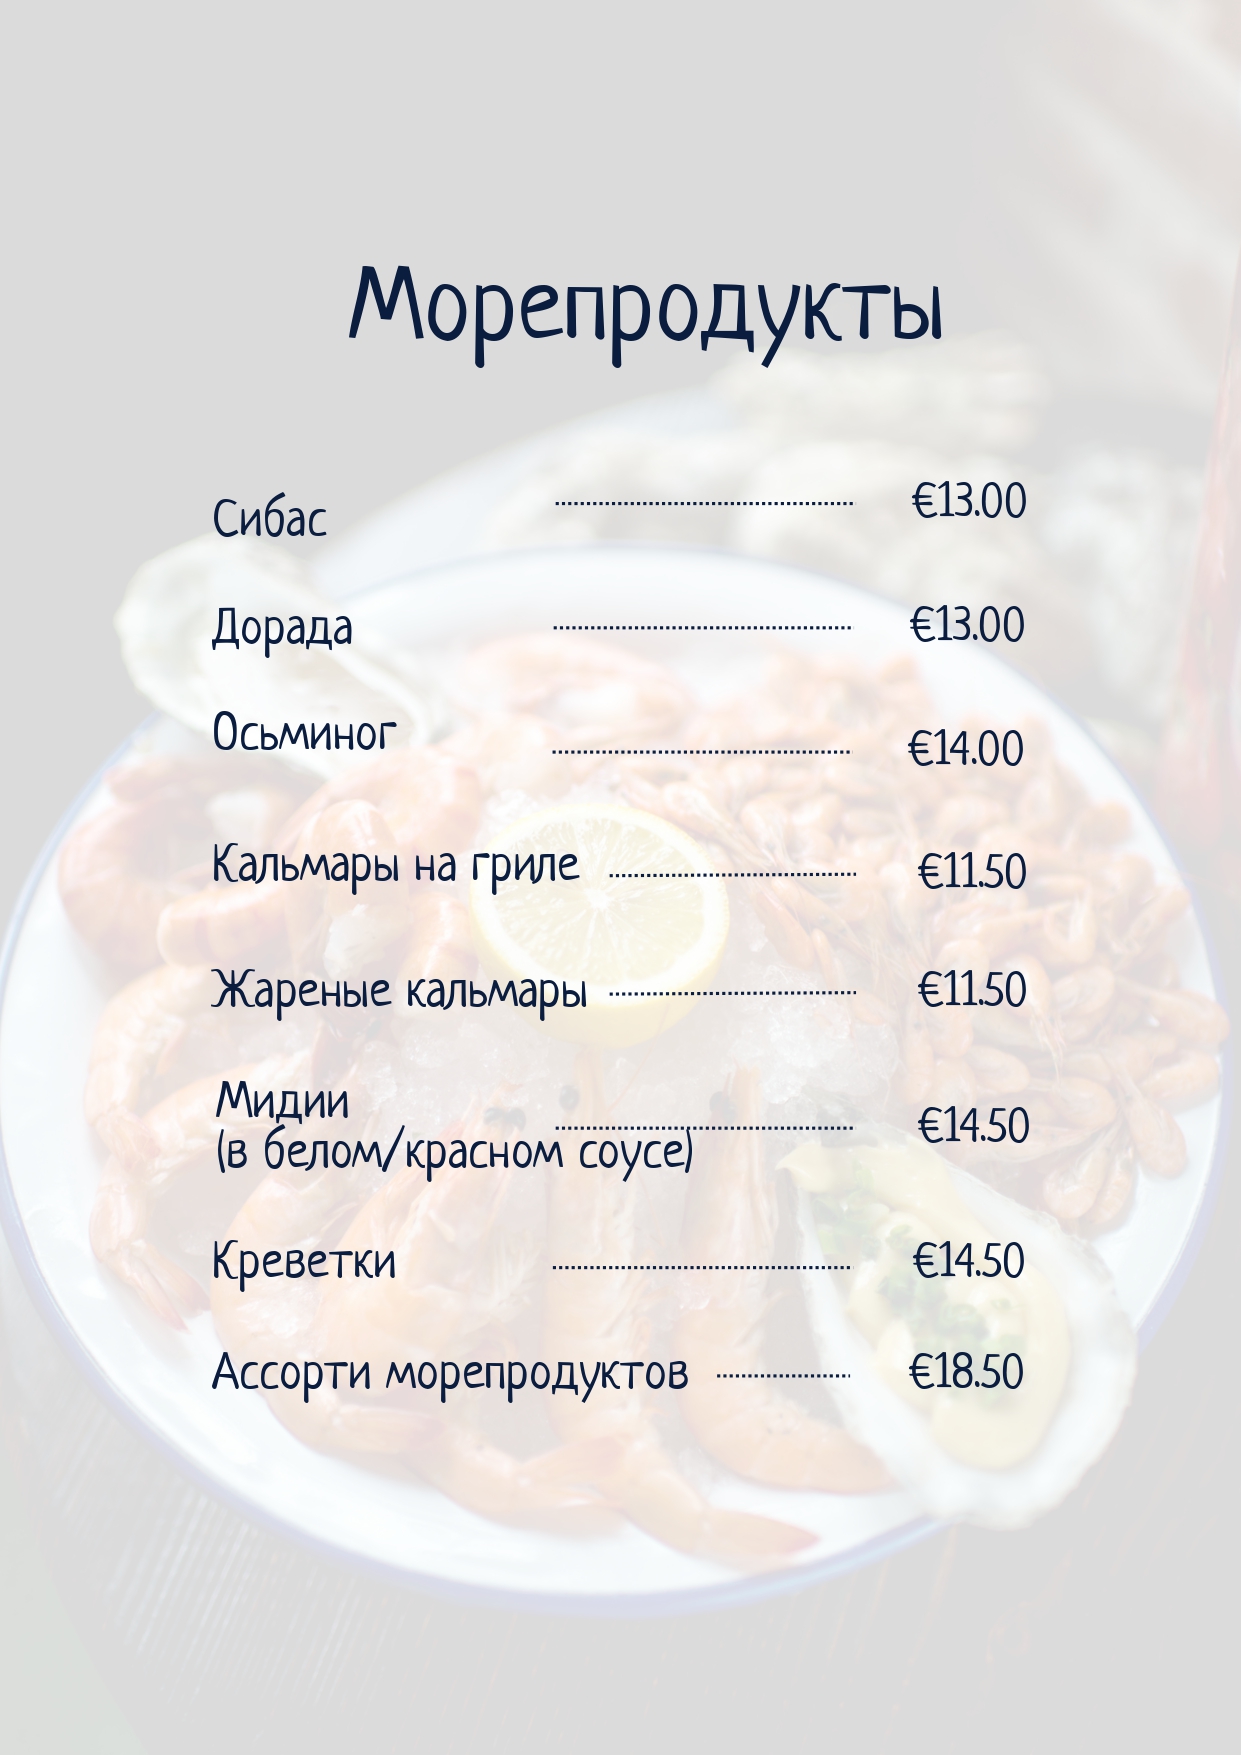 Морепродукты
Сибас €13.00
Дорада €13.00
Осьминог €14.00
Кальмары на гриле €11.50
Жареные кальмары €11.50
Мидии
(в белом/красном соусе) €14.50
Креветки €14.50
Ассорти морепродуктов €18.50